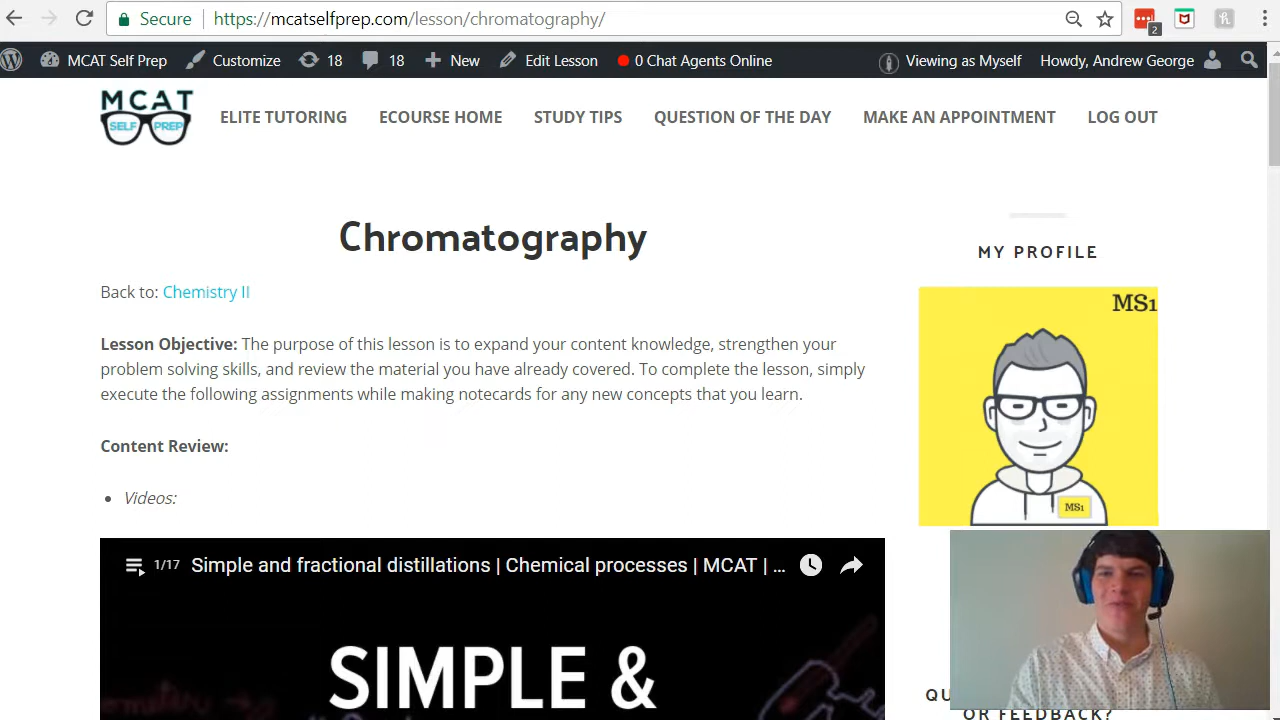 Secure
https://mcatselfprep.com/lesson/chromatography/
2
MCAT Self Prep
Customize
18
18
New
Edit Lesson
0 Chat Agents Online
Viewing as Myself
Howdy, Andrew George
MCAT
SELF PREP
ELITE TUTORING
ECOURSE HOME
STUDY TIPS
QUESTION OF THE DAY
MAKE AN APPOINTMENT
LOG OUT
Chromatography
Back to: Chemistry II
Lesson Objective: The purpose of this lesson is to expand your content knowledge, strengthen your
problem solving skills, and review the material you have already covered. To complete the lesson, simply
execute the following assignments while making notecards for any new concepts that you learn.
Content Review:
Videos:
1/17 Simple and fractional distillations | Chemical processes | MCAT | ...
SIMPLE &
MY PROFILE
MS1
MS1
OR FEEDBACK?